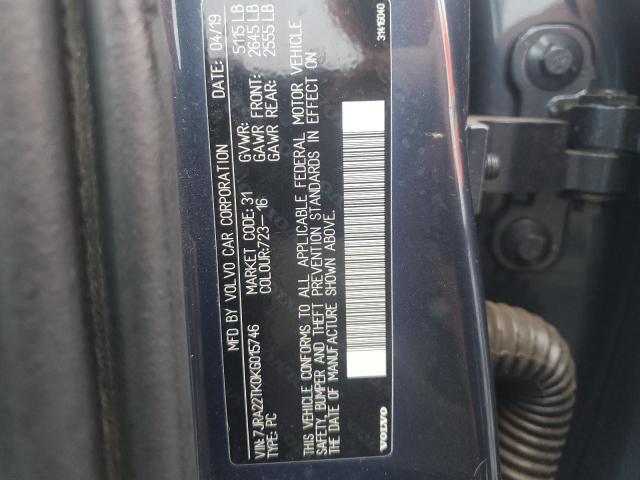 MFD BY VOLVO CAR CORPORATION DATE: 04/19
VIN:7JRA22TK0KG015746 MARKET CODE: 31 GVWR: 5115 LB
TYPE: PC COLOUR:723-16 GAWR FRONT: 2645 LB
GAWR REAR: 2555 LB
THIS VEHICLE CONFORMS TO ALL APPLICABLE FEDERAL MOTOR VEHICLE
SAFETY, BUMPER AND THEFT PREVENTION STANDARDS IN EFFECT ON
THE DATE OF MANUFACTURE SHOWN ABOVE.
VOLVO 31416040